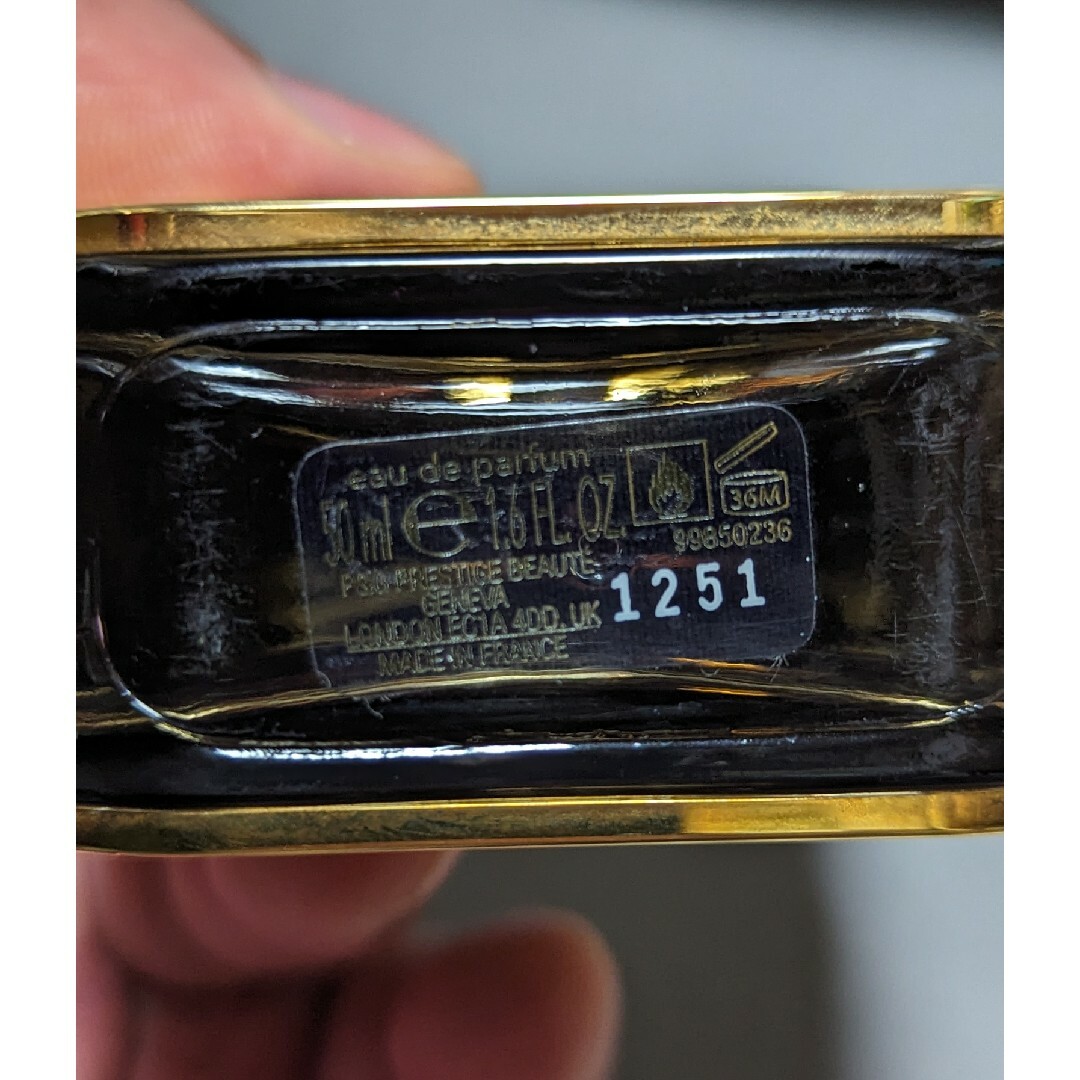 eau de parfum
50 ml e 1.6 FL. OZ
36M
99850236
P&G PRESTIGE BEAUTÉ
GENEVA
1251
LONDON EC1A 4DD, UK
MADE IN FRANCE